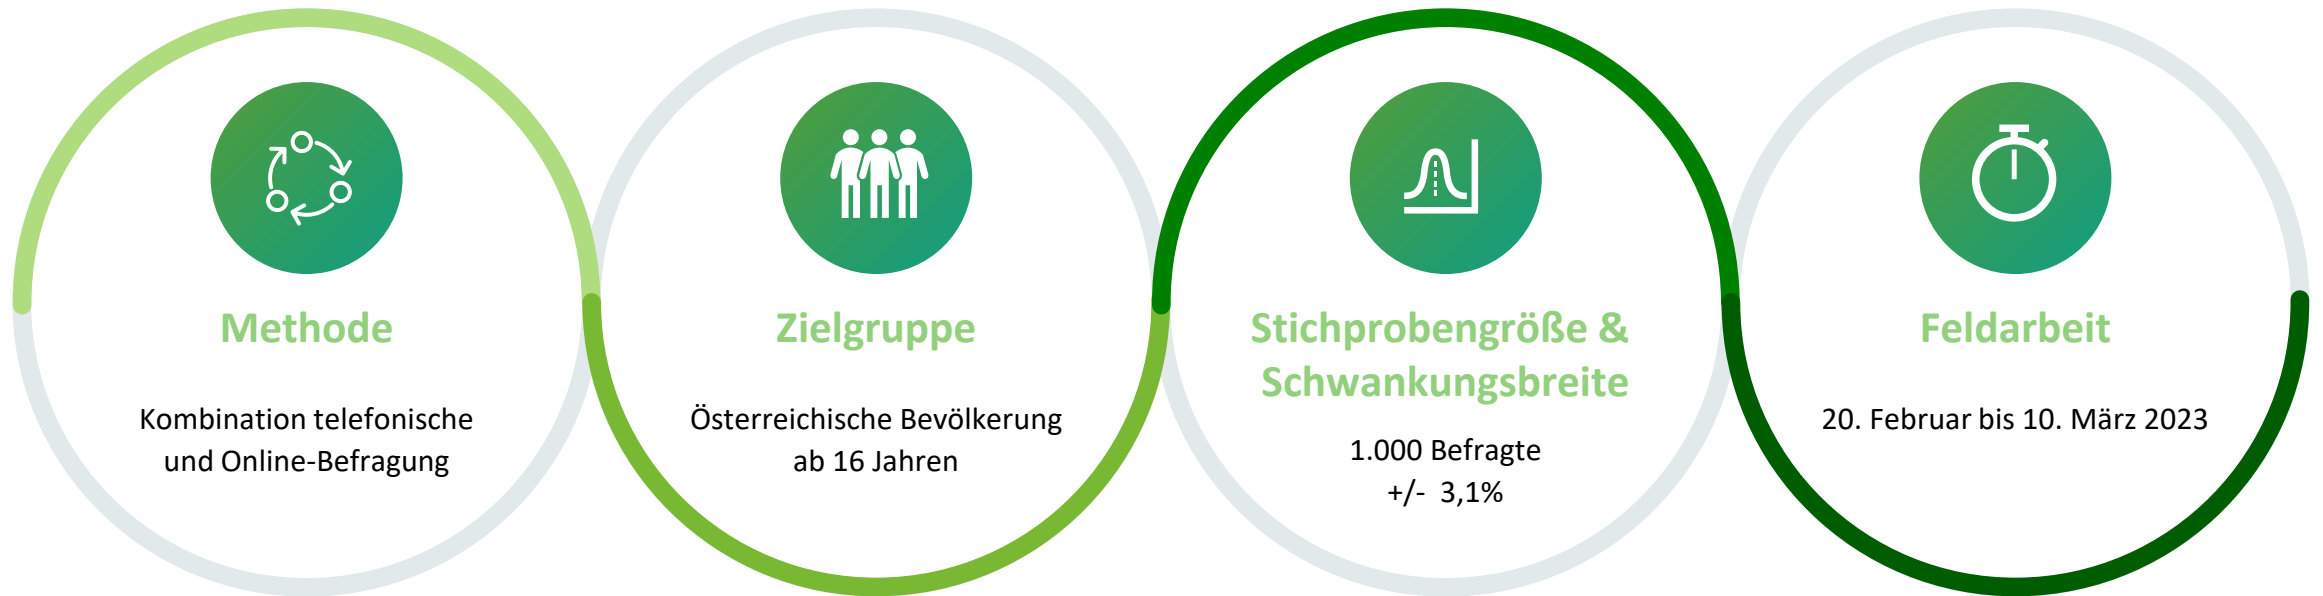 Methode
Kombination telefonische
und Online-Befragung
Zielgruppe
Österreichische Bevölkerung
ab 16 Jahren
Stichprobengröße &
Schwankungsbreite
1.000 Befragte
+/-  3,1%
Feldarbeit
20. Februar bis 10. März 2023